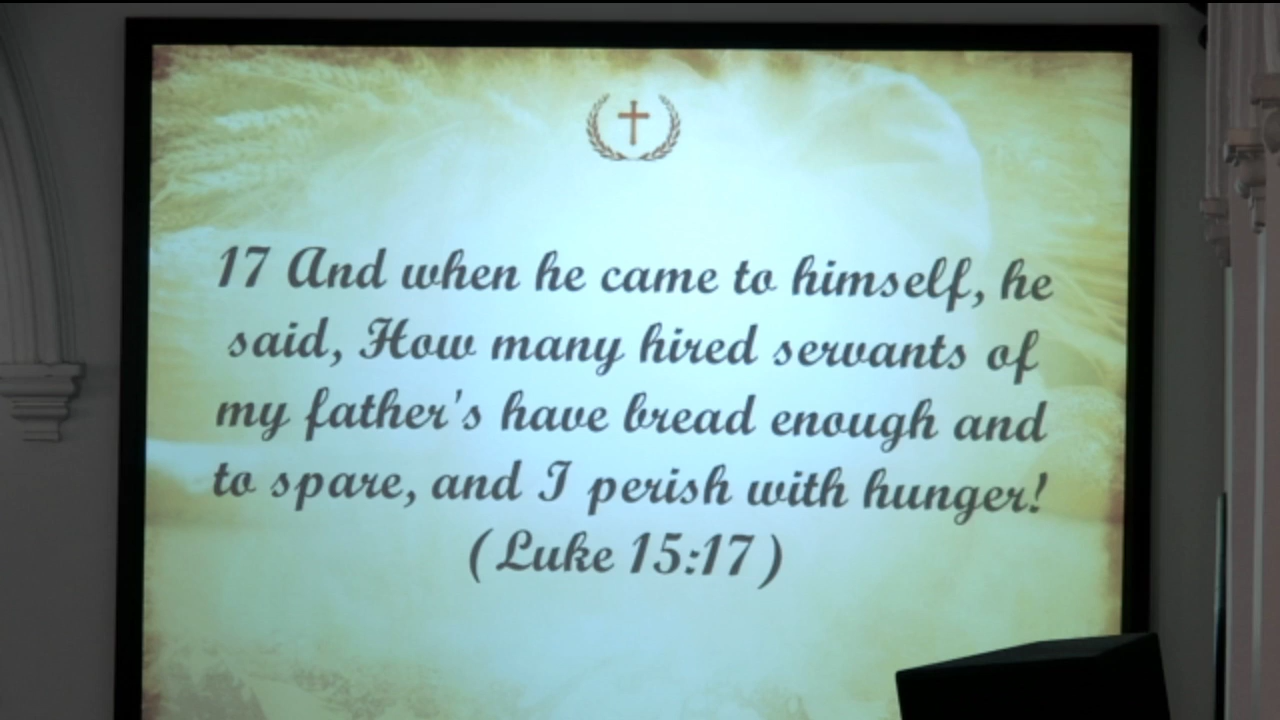 17 And when he came to himself, he
said, How many hired servants of
my father's have bread enough and
to spare, and I perish with hunger!
(Luke 15:17)